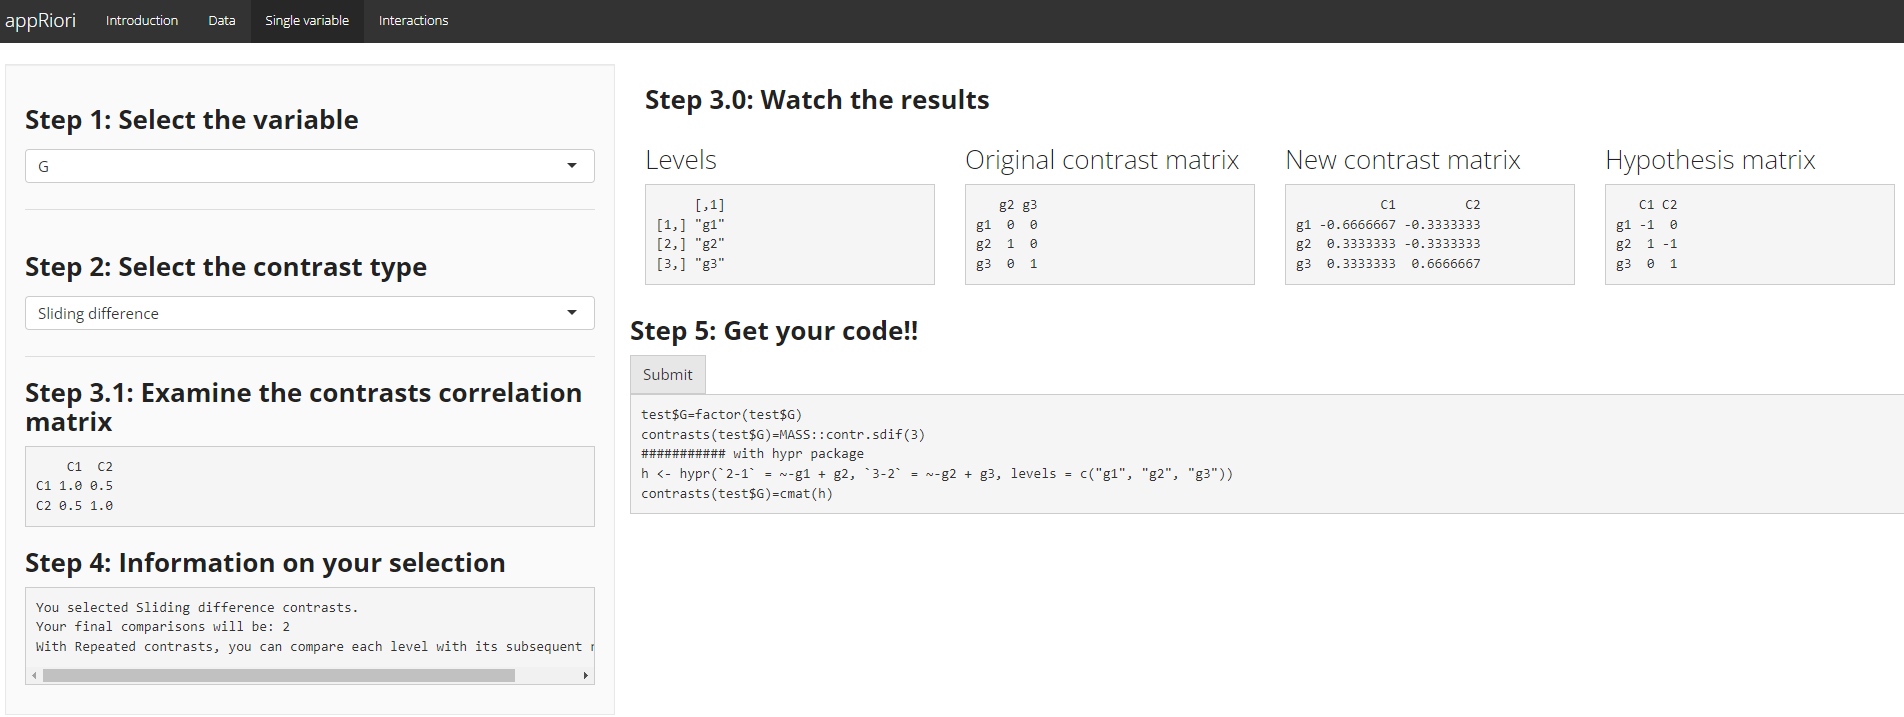 appRiori Introduction Data Single variable Interactions
Step 1: Select the variable
G
Step 2: Select the contrast type
Sliding difference
Step 3.1: Examine the contrasts correlation
matrix
C1 C2
C1 1.0 0.5
C2 0.5 1.0
Step 4: Information on your selection
You selected Sliding difference contrasts.
Your final comparisons will be: 2
With Repeated contrasts, you can compare each level with its subsequent
Step 3.0: Watch the results
Levels
[,1]
[1,] "g1"
[2,] "g2"
[3,] "g3"
Original contrast matrix
g2 g3
g1 0 0
g2 1 0
g3 0 1
New contrast matrix
C1 C2
g1 -0.6666667 -0.3333333
g2 0.3333333 -0.3333333
g3 0.3333333 0.6666667
Hypothesis matrix
C1 C2
g1 -1 0
g2 1 -1
g3 0 1
Step 5: Get your code!!
Submit
test$G=factor(test$G)
contrasts(test$G)=MASS::contr.sdif(3)
########### with hypr package
h <- hypr(`2-1` = ~-g1 + g2, `3-2` = ~-g2 + g3, levels = c("g1", "g2", "g3"))
contrasts(test$G)=cmat(h)